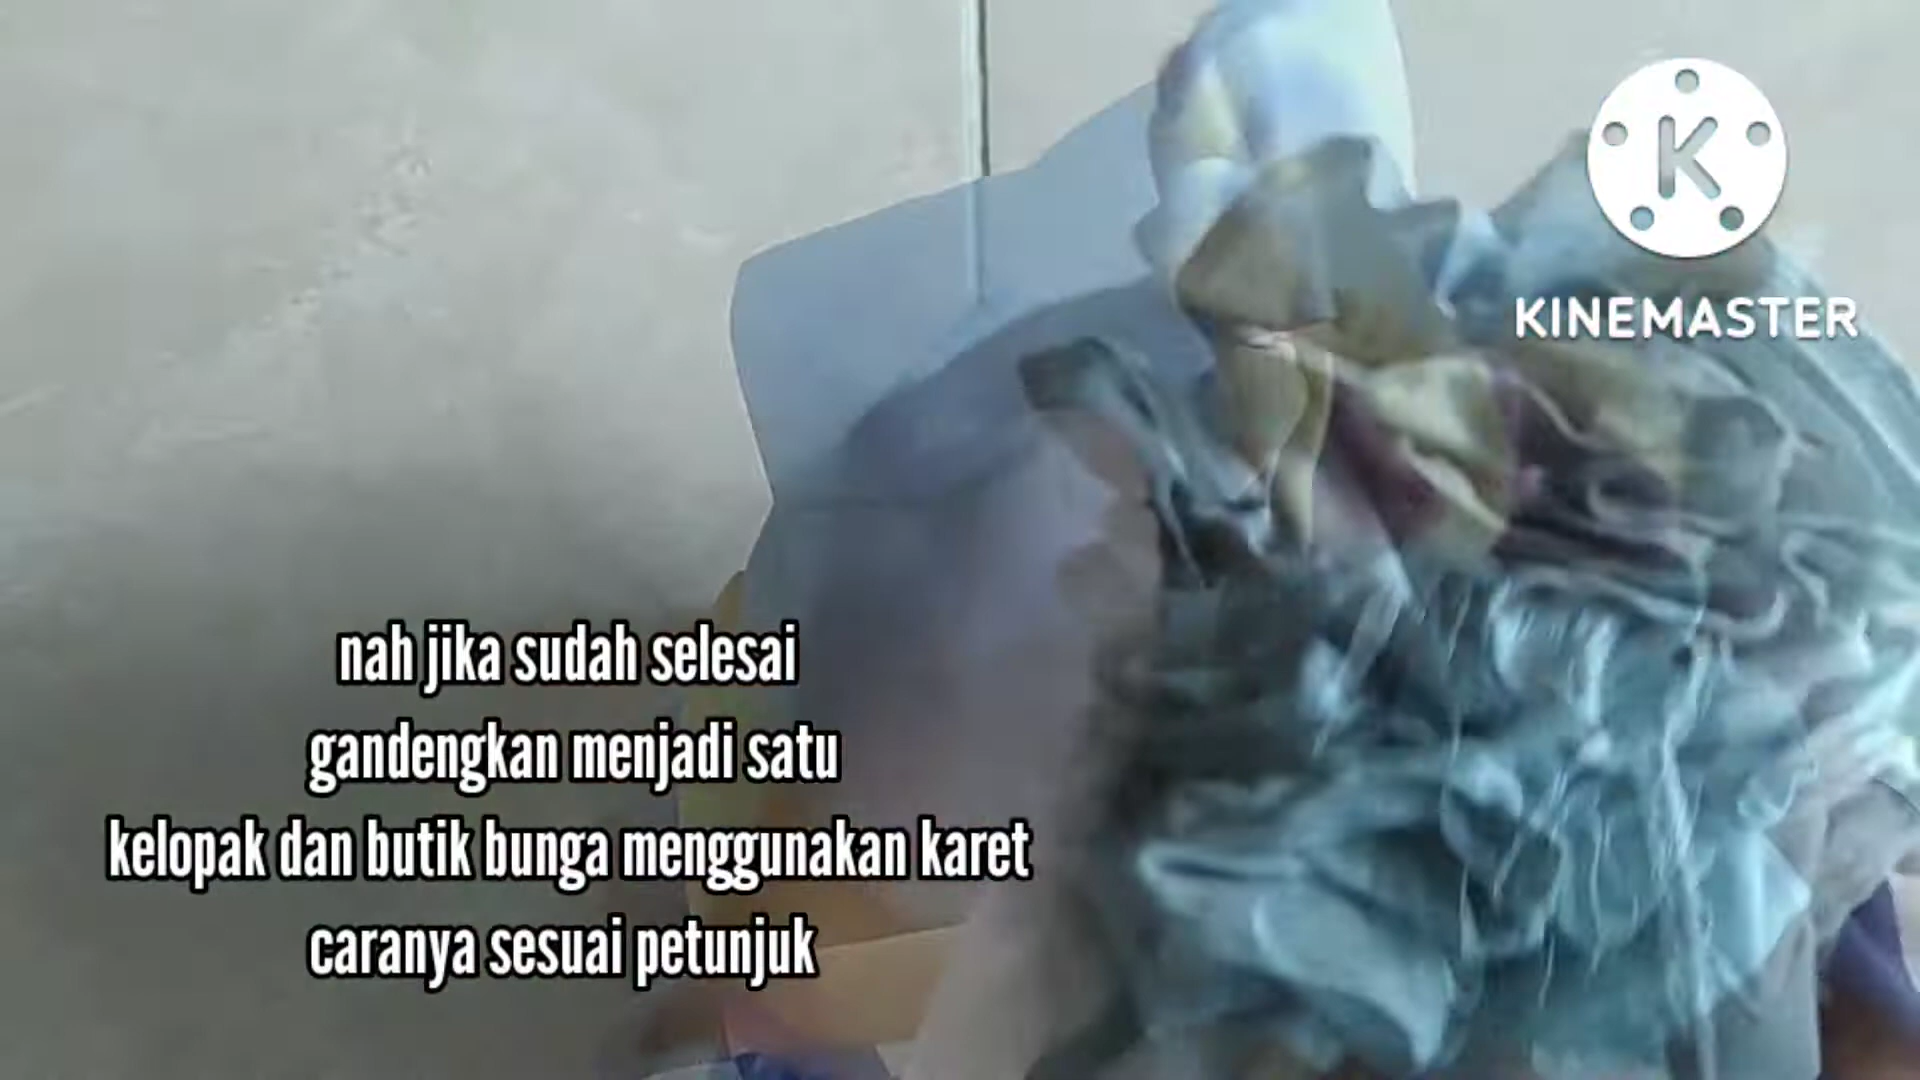 KINEMASTER
nah jika sudah selesai
gandengkan menjadi satu
kelopak dan butik bunga menggunakan karet
caranya sesuai petunjuk